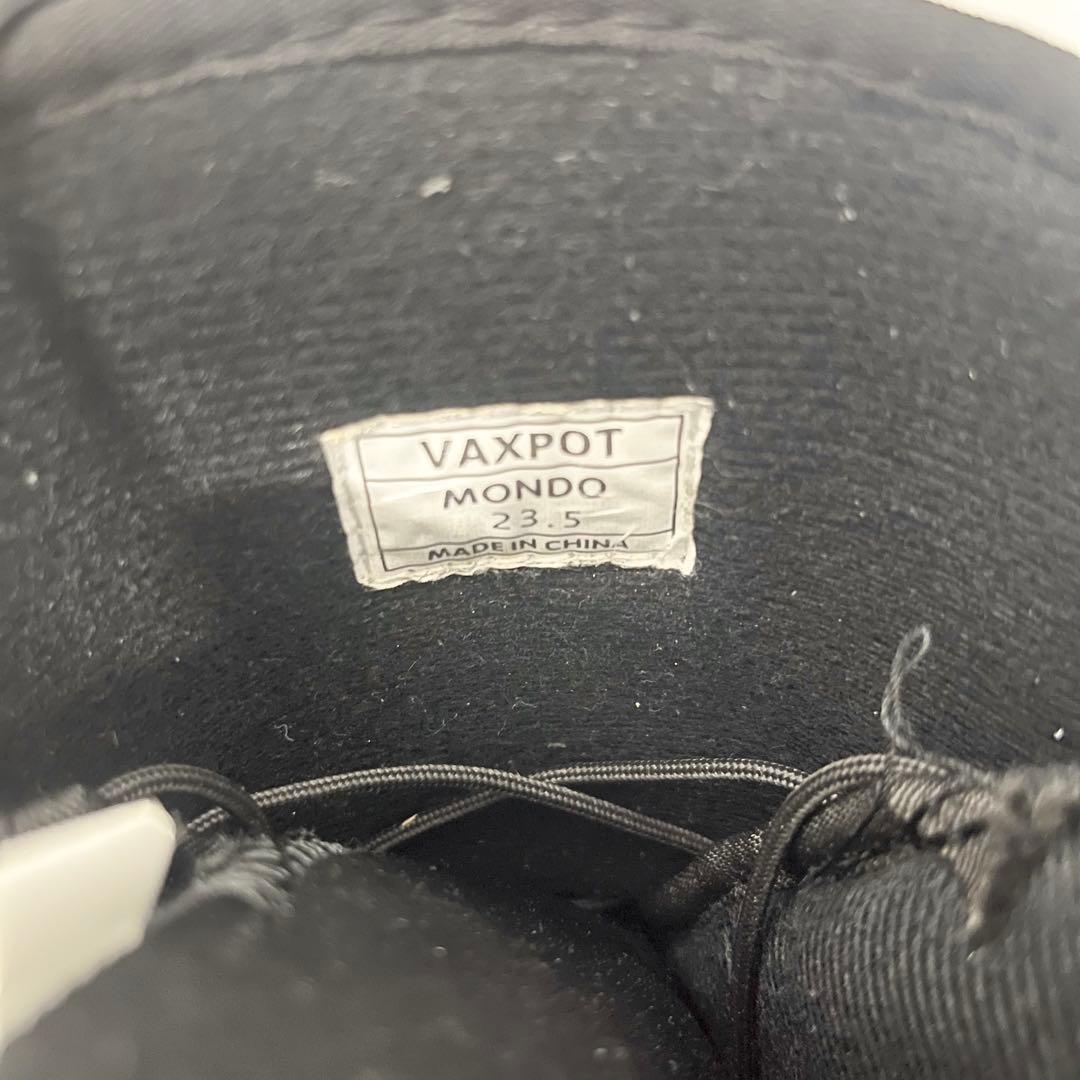 VAXPOT
MONDO
23.5
MADE IN CHINA